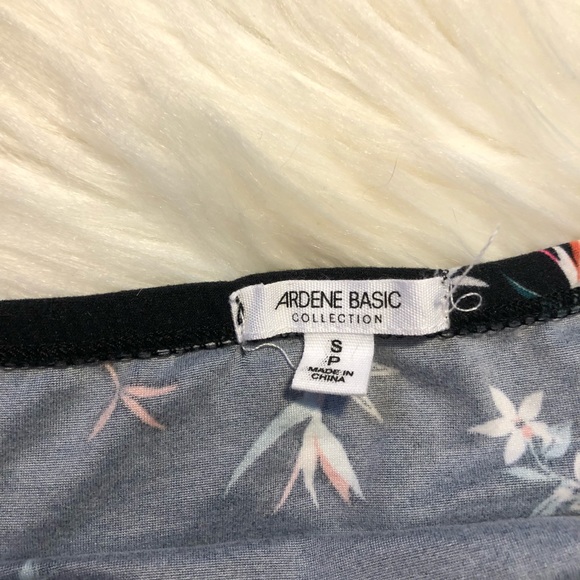 ARDENE BASIC
COLLECTION
S
P
MADE IN
CHINA